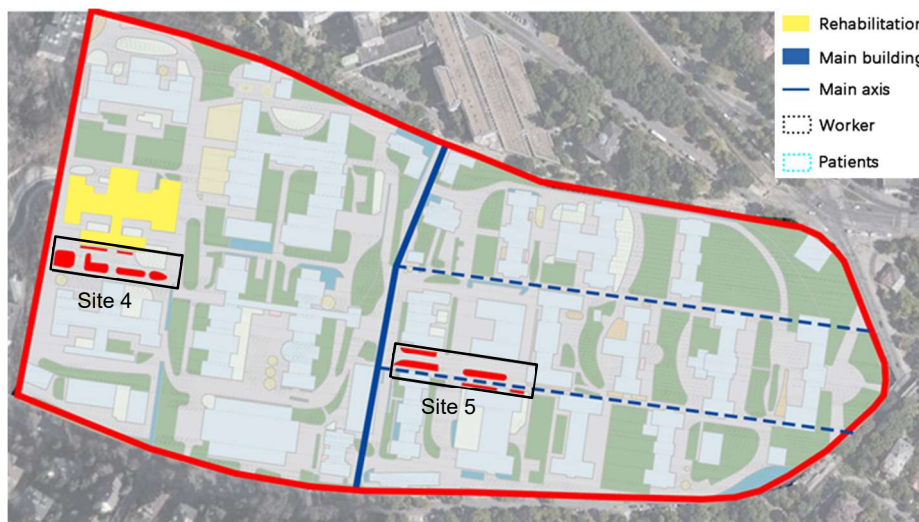 Rehabilitation
Main building
Main axis
Worker
Patients
Site 4
Site 5